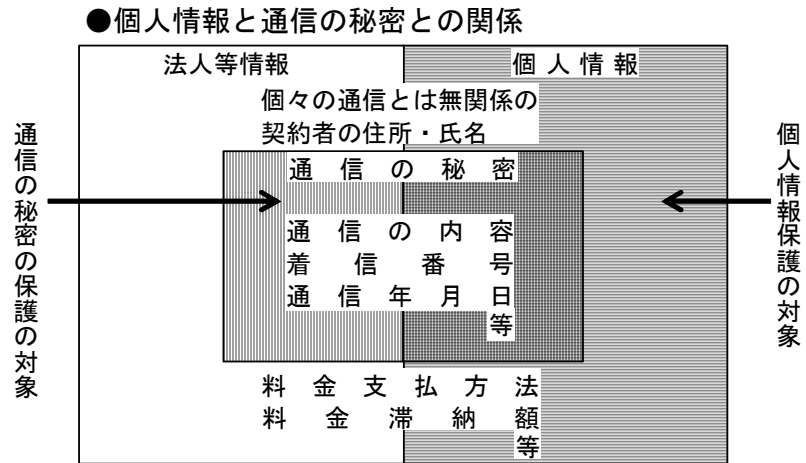 ●個人情報と通信の秘密との関係
法人等情報
個人情報
個々の通信とは無関係の
契約者の住所・氏名
通信の秘密
通信の内容
着信番号
通信年月日
等
料金支払方法
料金滞納額
等
通信の秘密の保護の対象
個人情報保護の対象